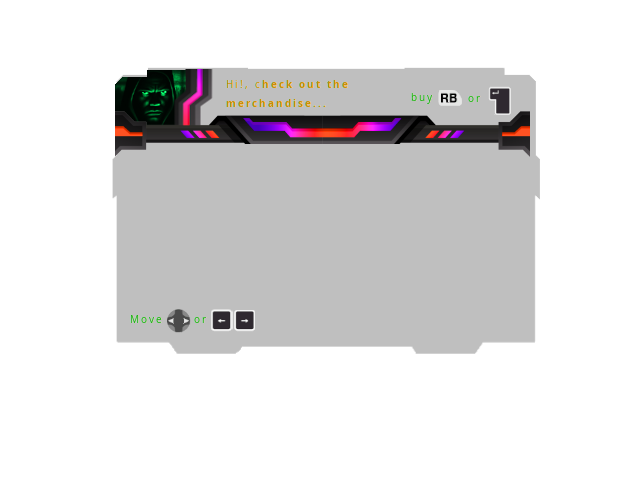 Hi!, check out the
merchandise...
buy RB or ↵
Move or ← →